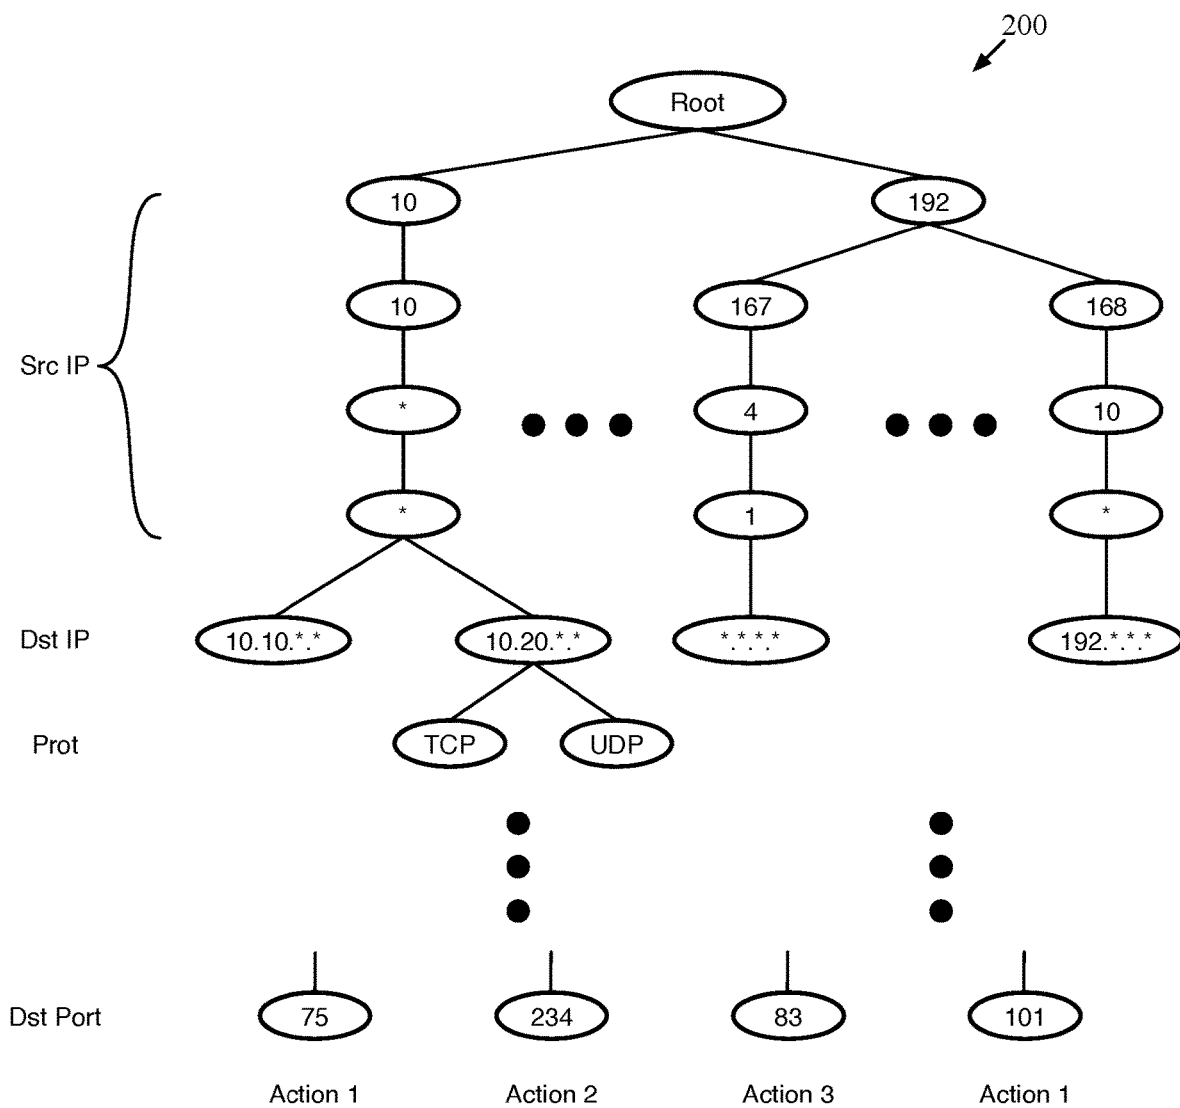 200
Root
10 192
10 167 168
Src IP
* 4 10
* 1 *
Dst IP 10.10.*.* 10.20.*.* *.*.*.* 192.*.*.*
Prot TCP UDP
Dst Port 75 234 83 101
Action 1 Action 2 Action 3 Action 1